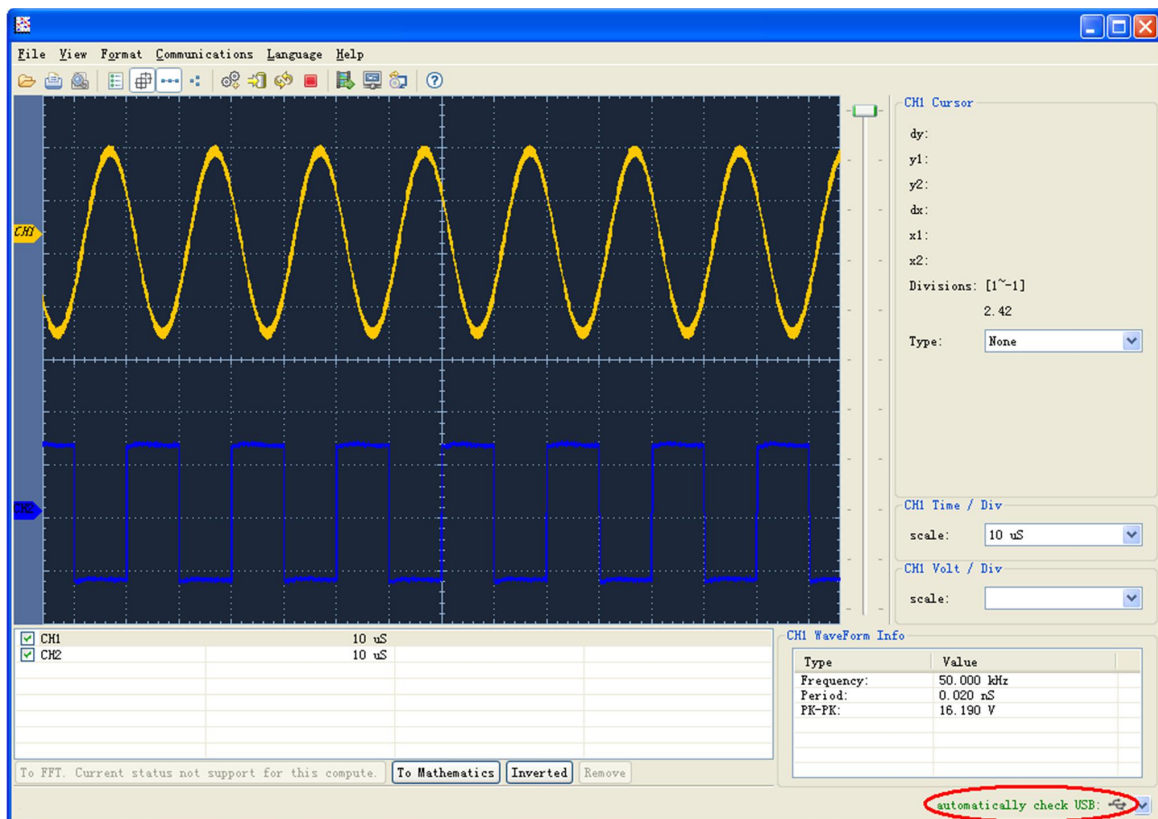 File View Format Communications Language Help
CH1
CH2
CH1 Cursor
dy:
y1:
y2:
dx:
x1:
x2:
Divisions: [1~-1]
2.42
Type: None
CH1 Time / Div
scale: 10 uS
CH1 Volt / Div
scale:
CH1 10 uS
CH2 10 uS
To FFT. Current status not support for this compute. To Mathematics Inverted Remove
CH1 WaveForm Info
Type Value
Frequency: 50.000 kHz
Period: 0.020 nS
PK-PK: 16.190 V
automatically check USB: